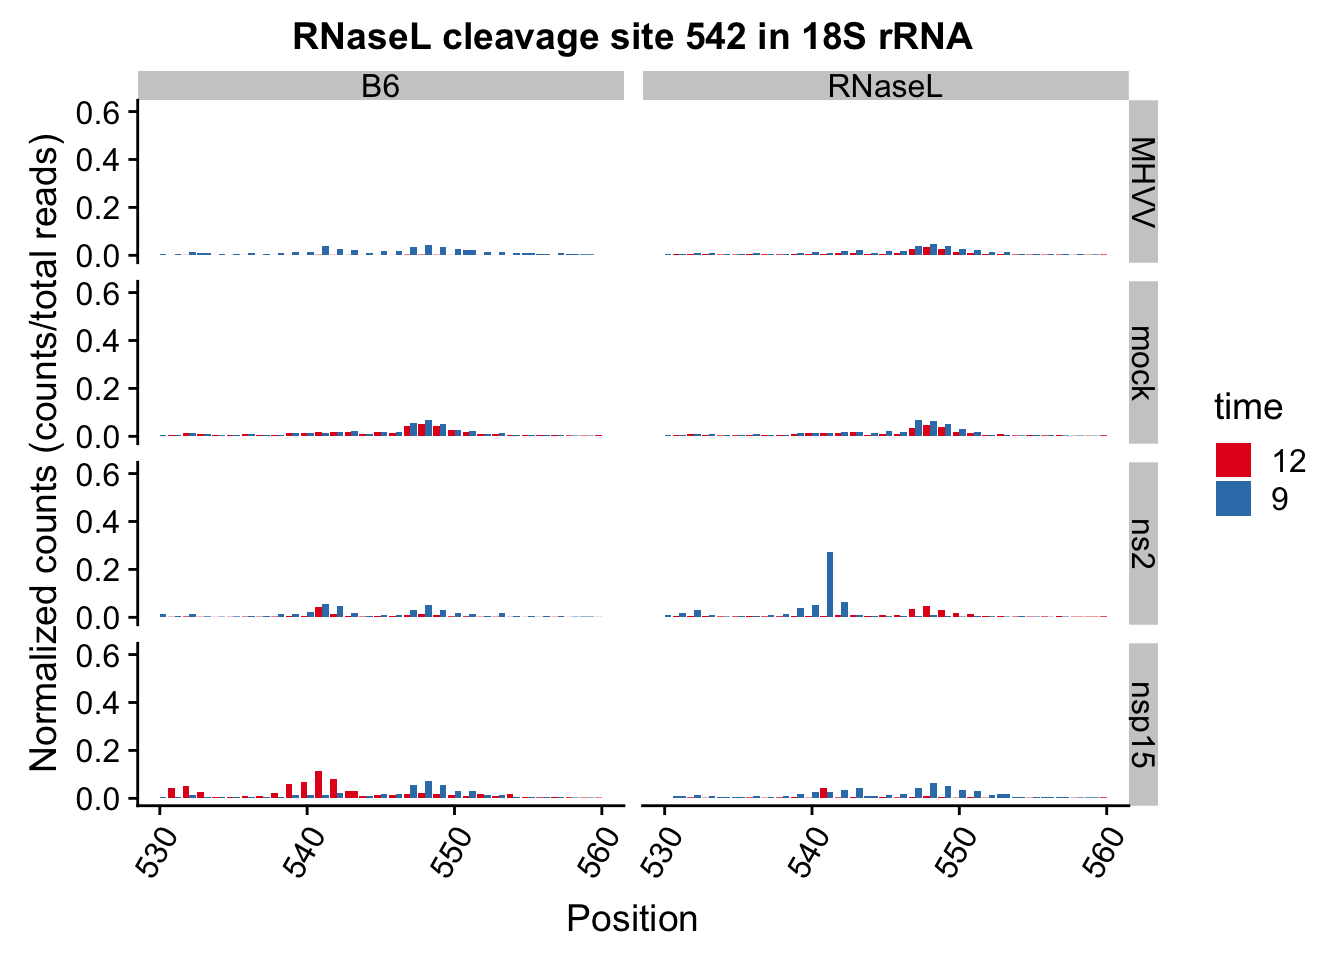 RNaseL cleavage site 542 in 18S rRNA
B6
RNaseL
Normalized counts (counts/total reads)
0.6
0.4
0.2
0.0
MHVV
0.6
0.4
0.2
0.0
mock
0.6
0.4
0.2
0.0
ns2
0.6
0.4
0.2
0.0
nsp15
530
540
550
560
530
540
550
560
Position
time
12
9